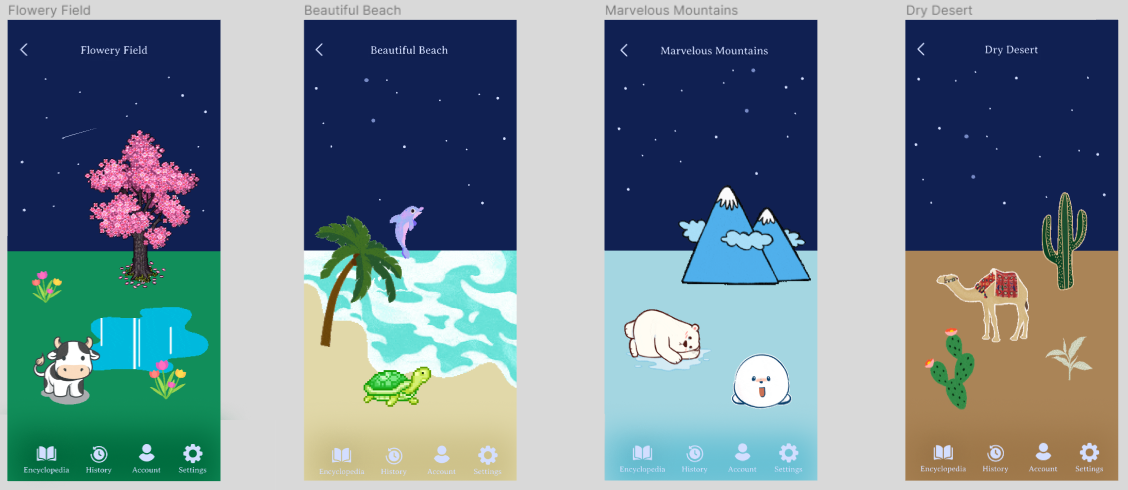 Flowery Field
Beautiful Beach
Marvelous Mountains
Dry Desert
Flowery Field
Beautiful Beach
Marvelous Mountains
Dry Desert
Encyclopedia History Account Settings
Encyclopedia History Account Settings
Encyclopedia History Account Settings
Encyclopedia History Account Settings